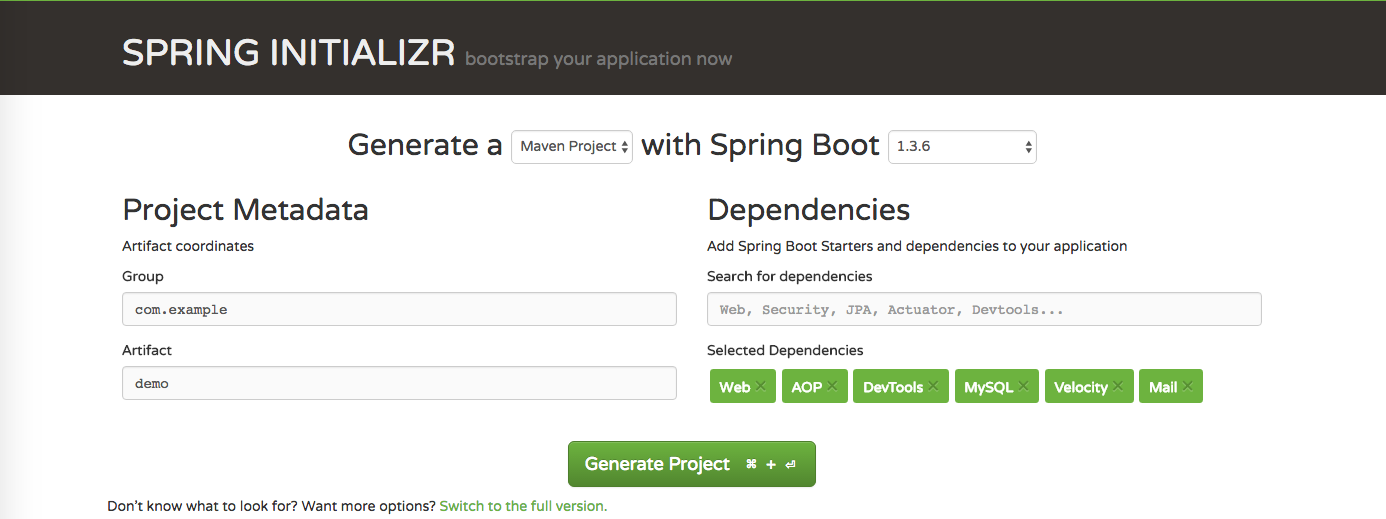 SPRING INITIALIZR bootstrap your application now
Generate a Maven Project with Spring Boot 1.3.6
Project Metadata
Artifact coordinates
Group
com.example
Artifact
demo
Dependencies
Add Spring Boot Starters and dependencies to your application
Search for dependencies
Web, Security, JPA, Actuator, Devtools...
Selected Dependencies
Web × AOP × DevTools × MySQL × Velocity × Mail ×
Generate Project ⌘ + ⏎
Don't know what to look for? Want more options? Switch to the full version.